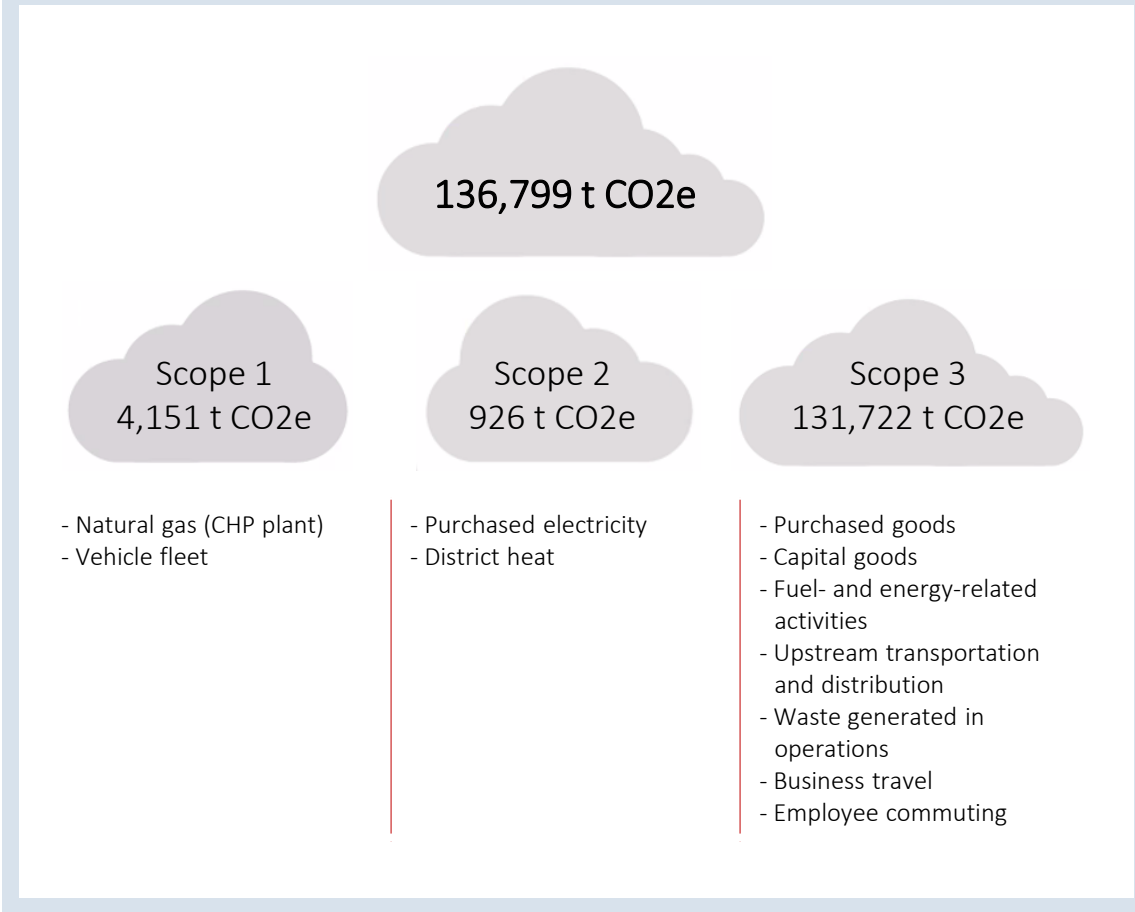 136,799 t CO2e
Scope 1
4,151 t CO2e
Scope 2
926 t CO2e
Scope 3
131,722 t CO2e
- Natural gas (CHP plant)
- Vehicle fleet
- Purchased electricity
- District heat
- Purchased goods
- Capital goods
- Fuel- and energy-related
activities
- Upstream transportation
and distribution
- Waste generated in
operations
- Business travel
- Employee commuting